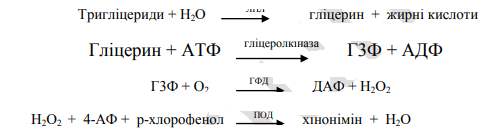 Тригліцериди + H₂O гліцерин + жирні кислоти
гліцеролкіназа
Гліцерин + АТФ Г3Ф + АДФ
ГФД
Г3Ф + O₂ ДАФ + H₂O₂
ПОД
H₂O₂ + 4-АФ + р-хлорофенол хінонімін + H₂O